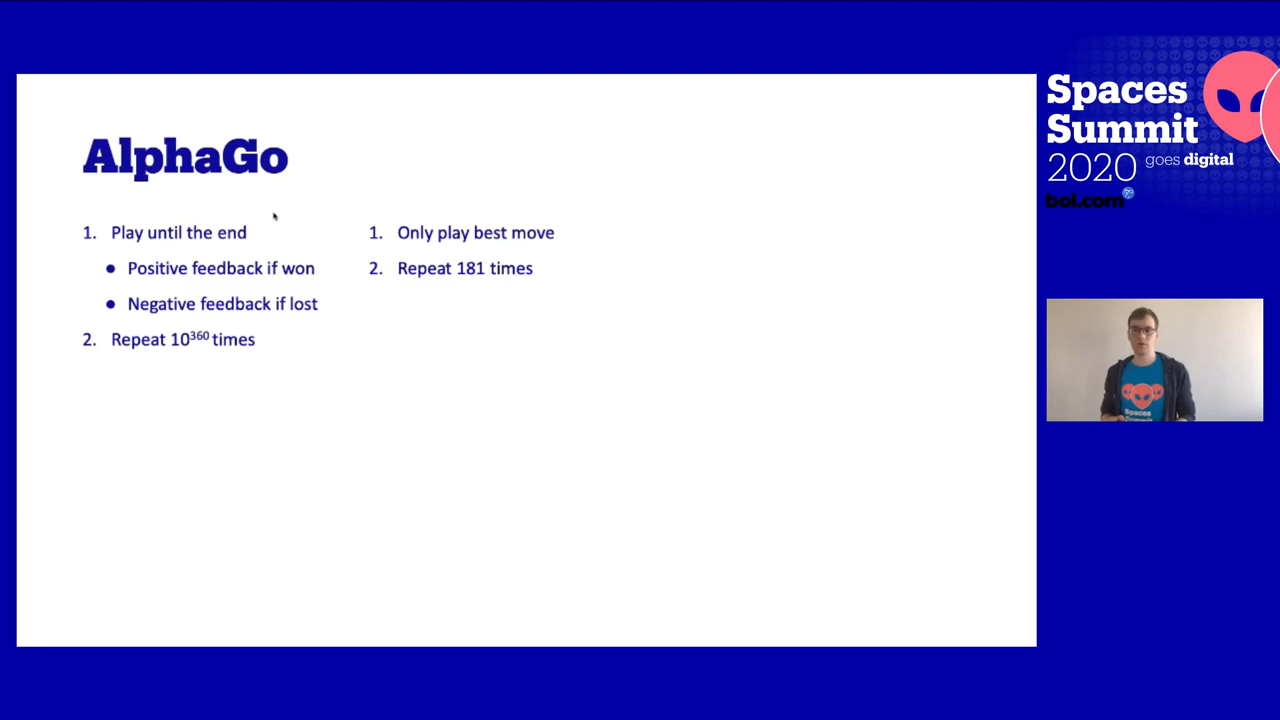 AlphaGo
1. Play until the end
• Positive feedback if won
• Negative feedback if lost
2. Repeat 10³⁶⁰ times
1. Only play best move
2. Repeat 181 times
Spaces
Summit
2020 goes digital
bol.com
Spaces